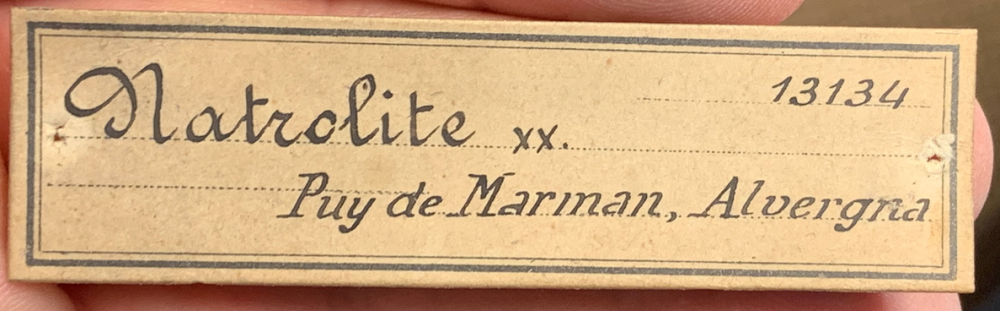 13134
Natrolite xx.
Puy de Marman, Alvergna